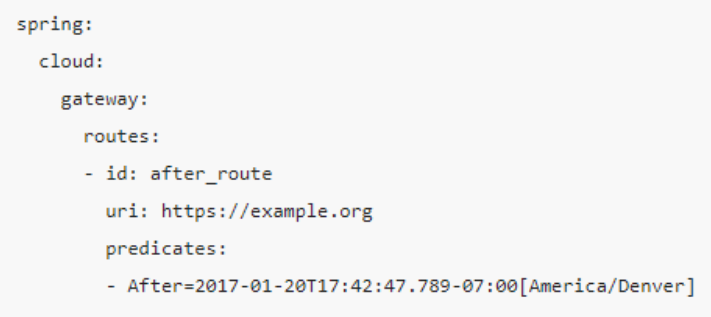 spring:
  cloud:
    gateway:
      routes:
      - id: after_route
        uri: https://example.org
        predicates:
        - After=2017-01-20T17:42:47.789-07:00[America/Denver]